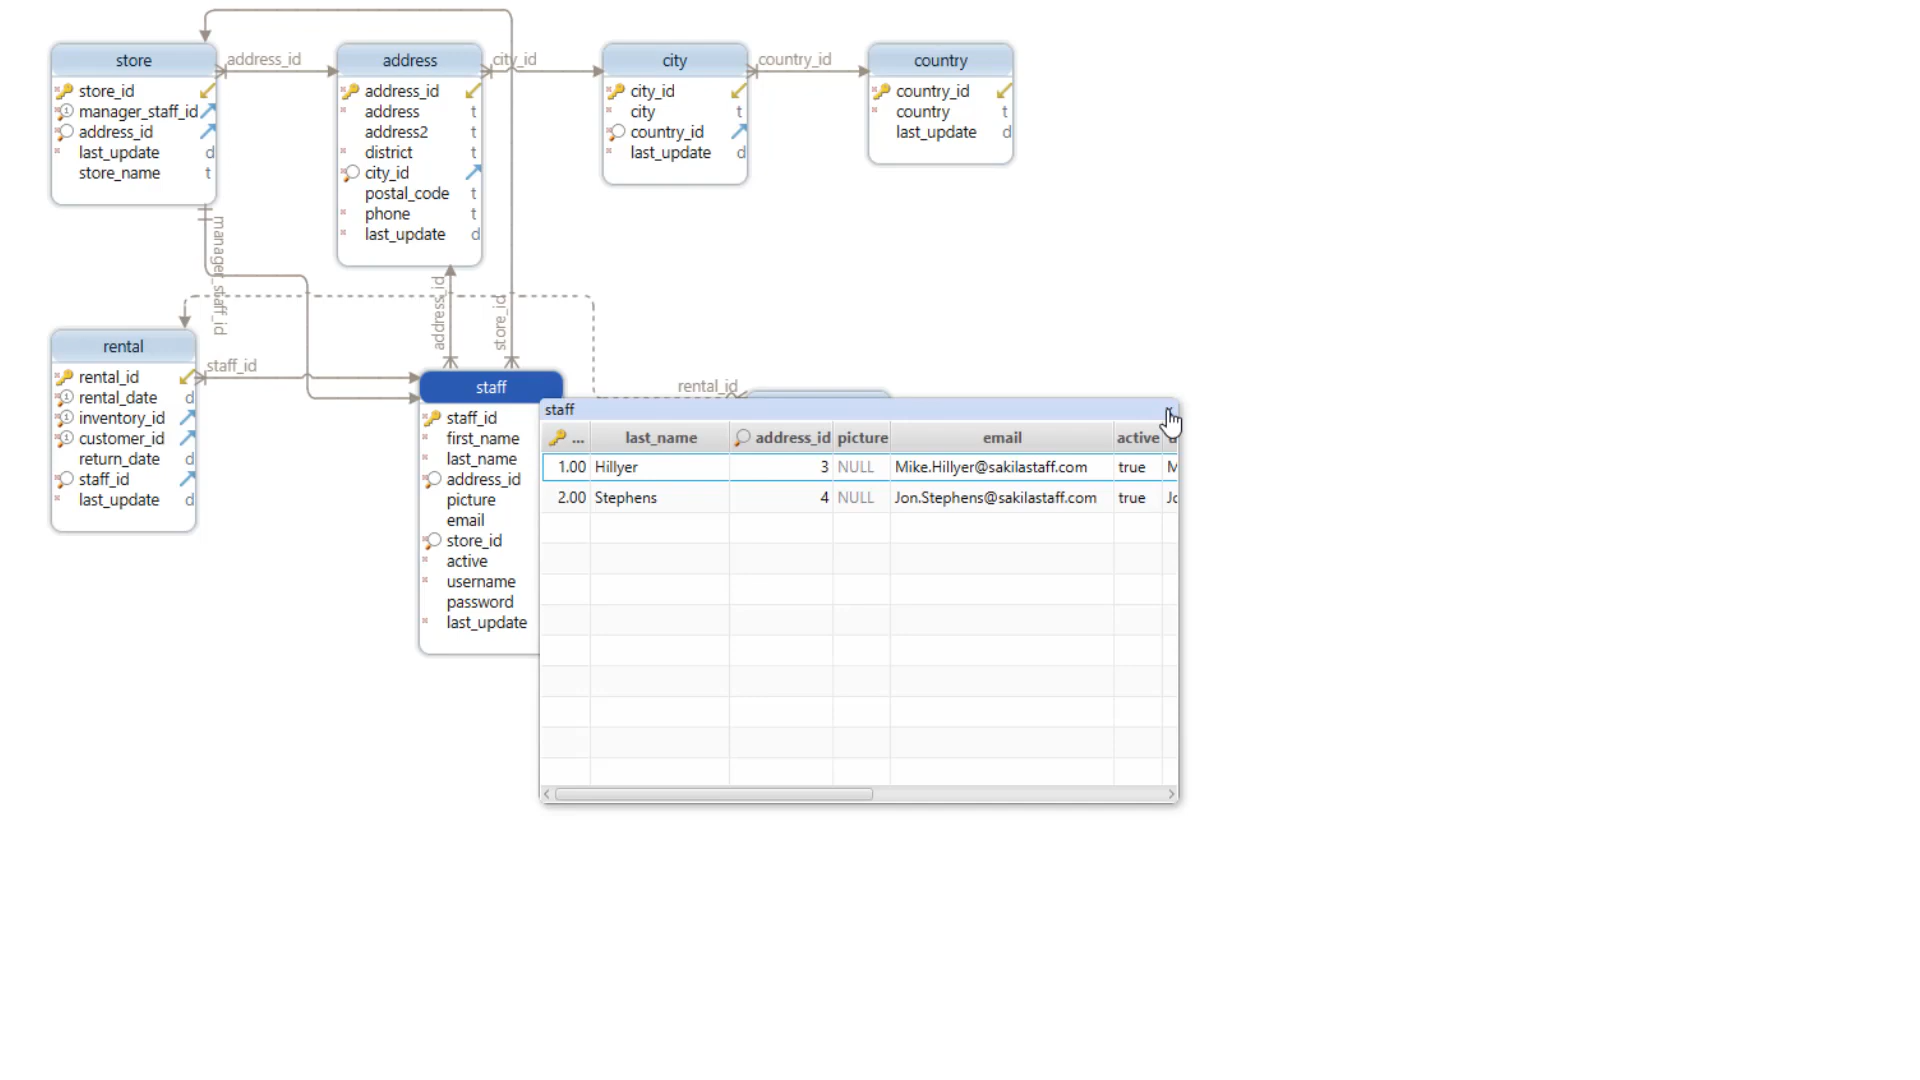 store
store_id
manager_staff_id
address_id
last_update d
store_name t
address_id
address
address_id
address t
address2 t
district t
city_id
postal_code t
phone t
last_update d
city_id
city
city_id
city t
country_id
last_update d
country_id
country
country_id
country t
last_update d
manager_staff_id
address_id
store_id
rental
rental_id
rental_date d
inventory_id
customer_id
return_date d
staff_id
last_update d
staff_id
staff
staff_id
first_name
last_name
address_id
picture
email
store_id
active
username
password
last_update
rental_id
staff
... last_name address_id picture email active
1.00 Hillyer 3 NULL Mike.Hillyer@sakilastaff.com true M
2.00 Stephens 4 NULL Jon.Stephens@sakilastaff.com true Jo